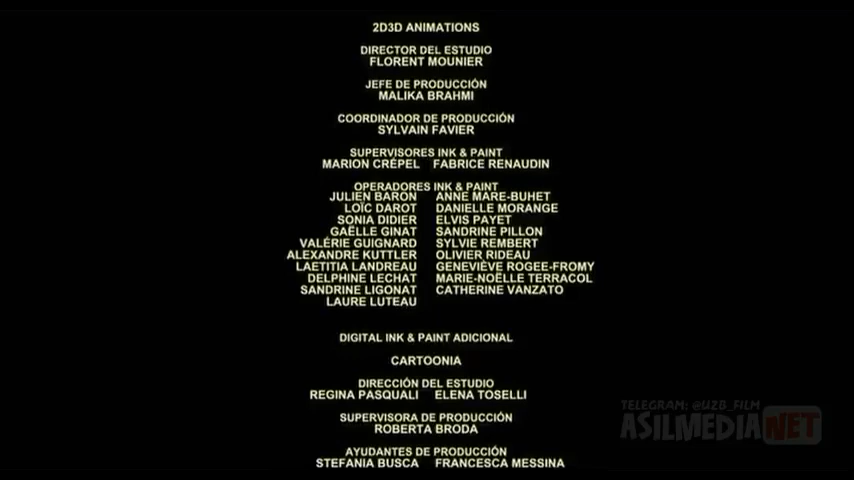 2D3D ANIMATIONS
DIRECTOR DEL ESTUDIO
FLORENT MOUNIER
JEFE DE PRODUCCIÓN
MALIKA BRAHMI
COORDINADOR DE PRODUCCIÓN
SYLVAIN FAVIER
SUPERVISORES INK & PAINT
MARION CRÉPEL FABRICE RENAUDIN
OPERADORES INK & PAINT
JULIEN BARON ANNE MARE-BUHET
LOÏC DAROT DANIELLE MORANGE
SONIA DIDIER ELVIS PAYET
GAËLLE GINAT SANDRINE PILLON
VALÉRIE GUIGNARD SYLVIE REMBERT
ALEXANDRE KUTTLER OLIVIER RIDEAU
LAETITIA LANDREAU GENEVIÈVE ROGEE-FROMY
DELPHINE LECHAT MARIE-NOËLLE TERRACOL
SANDRINE LIGONAT CATHERINE VANZATO
LAURE LUTEAU
DIGITAL INK & PAINT ADICIONAL
CARTOONIA
DIRECCIÓN DEL ESTUDIO
REGINA PASQUALI ELENA TOSELLI
SUPERVISORA DE PRODUCCIÓN
ROBERTA BRODA
AYUDANTES DE PRODUCCIÓN
STEFANIA BUSCA FRANCESCA MESSINA
TELEGRAM: @UZB_FILM
ASILMEDIA NET